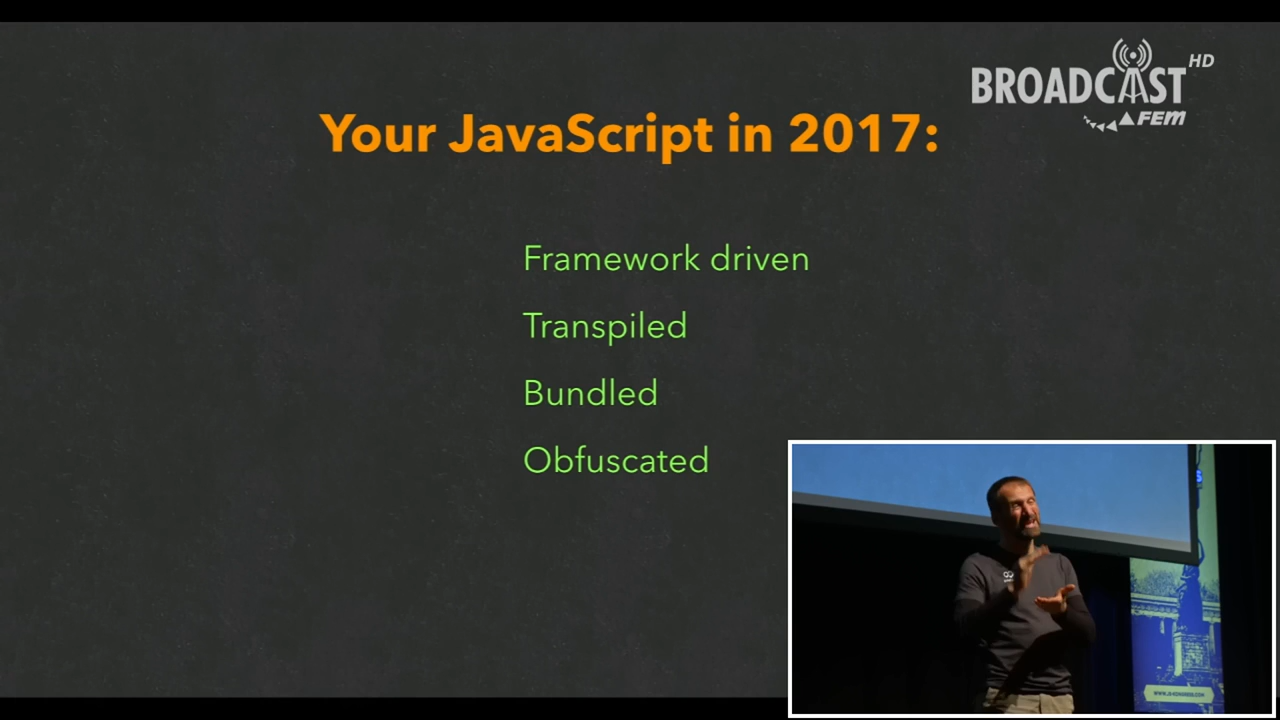 BROADCAST HD
FEM
Your JavaScript in 2017:
Framework driven
Transpiled
Bundled
Obfuscated